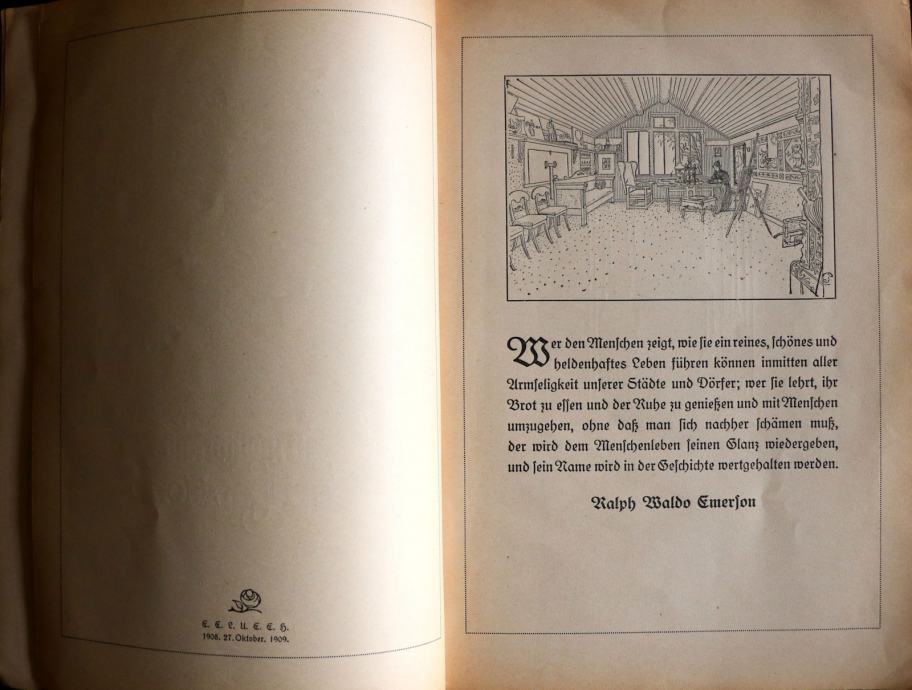 E. E. L. U. E. E. H.
1908. 27. Oktober. 1909.
Wer den Menschen zeigt, wie sie ein reines, schönes und
heldenhaftes Leben führen können inmitten aller
Armseligkeit unserer Städte und Dörfer; wer sie lehrt, ihr
Brot zu essen und der Ruhe zu genießen und mit Menschen
umzugehen, ohne daß man sich nachher schämen muß,
der wird dem Menschenleben seinen Glanz wiedergeben,
und sein Name wird in der Geschichte wertgehalten werden.
Ralph Waldo Emerson